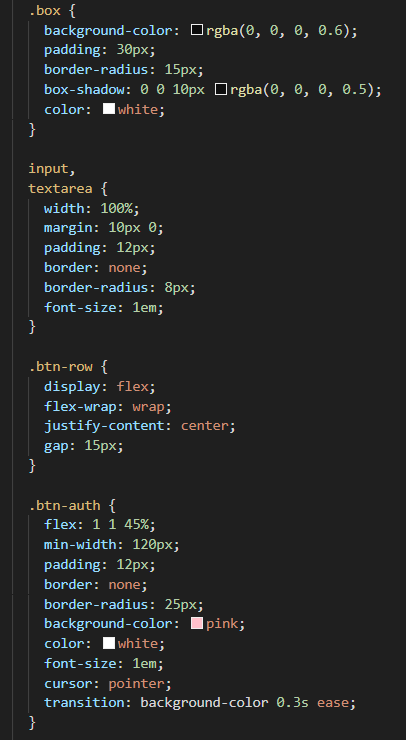 .box {
background-color: rgba(0, 0, 0, 0.6);
padding: 30px;
border-radius: 15px;
box-shadow: 0 0 10px rgba(0, 0, 0, 0.5);
color: white;
}
input,
textarea {
width: 100%;
margin: 10px 0;
padding: 12px;
border: none;
border-radius: 8px;
font-size: 1em;
}
.btn-row {
display: flex;
flex-wrap: wrap;
justify-content: center;
gap: 15px;
}
.btn-auth {
flex: 1 1 45%;
min-width: 120px;
padding: 12px;
border: none;
border-radius: 25px;
background-color: pink;
color: white;
font-size: 1em;
cursor: pointer;
transition: background-color 0.3s ease;
}